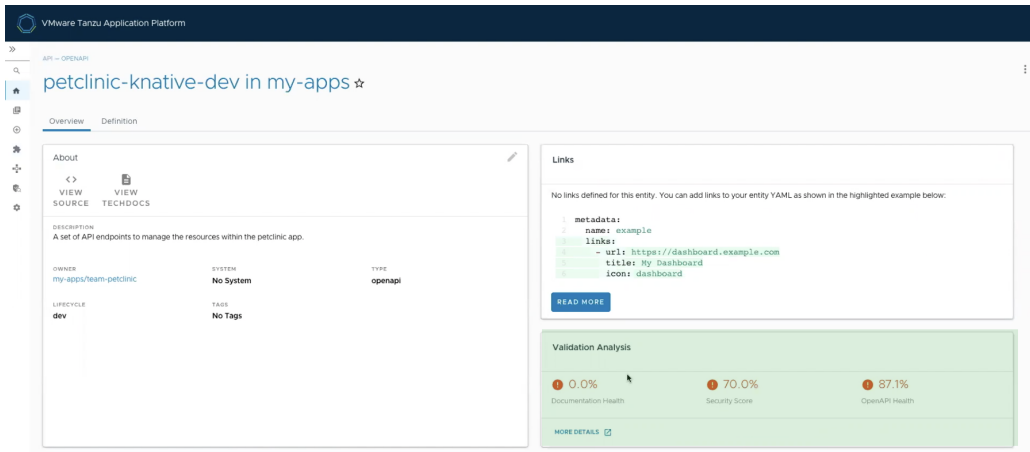 VMware Tanzu Application Platform
API — OPENAPI
petclinic-knative-dev in my-apps
Overview Definition
About
VIEW SOURCE
VIEW TECHDOCS
DESCRIPTION
A set of API endpoints to manage the resources within the petclinic app.
OWNER
my-apps/team-petclinic
SYSTEM
No System
TYPE
openapi
LIFECYCLE
dev
TAGS
No Tags
Links
No links defined for this entity. You can add links to your entity YAML as shown in the highlighted example below:
1 metadata:
2 name: example
3 links:
4 - url: https://dashboard.example.com
5 title: My Dashboard
6 icon: dashboard
READ MORE
Validation Analysis
0.0%
Documentation Health
70.0%
Security Score
87.1%
OpenAPI Health
MORE DETAILS